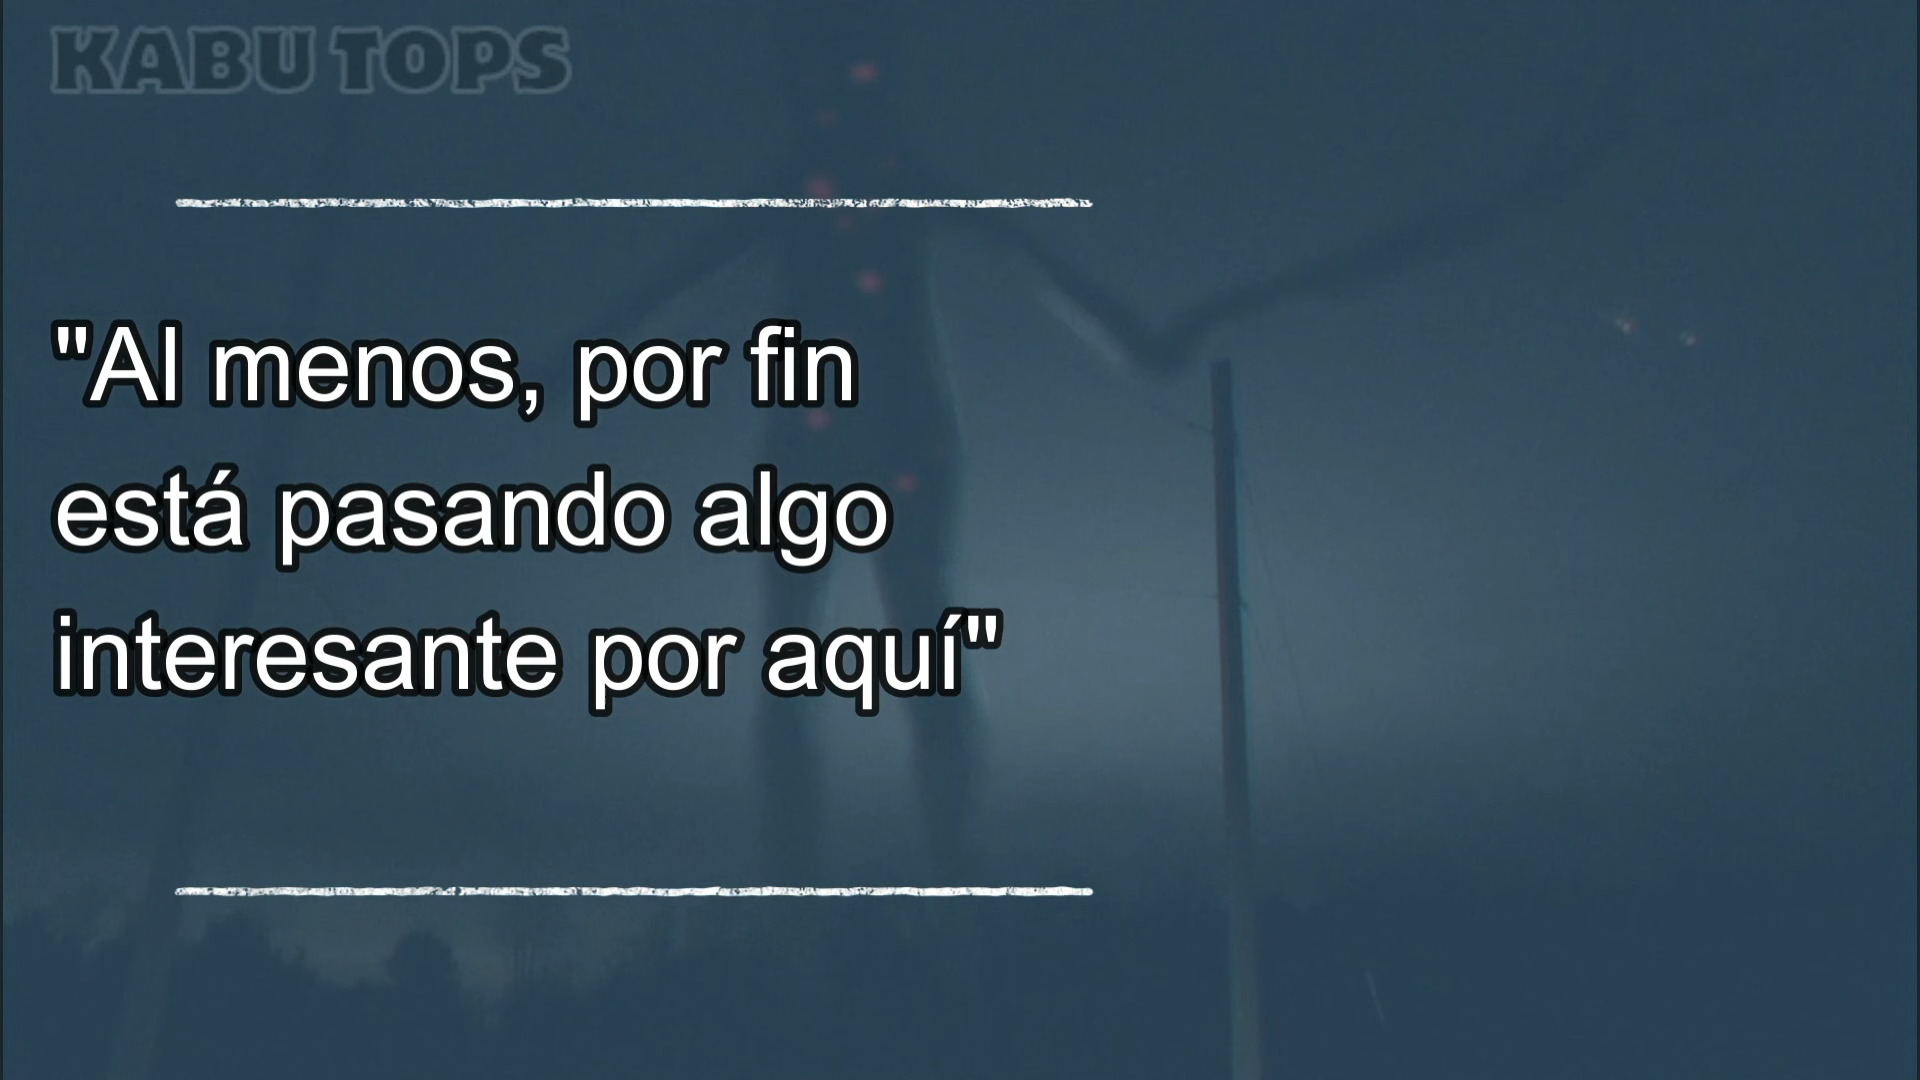 KABU TOPS
"Al menos, por fin
está pasando algo
interesante por aquí"